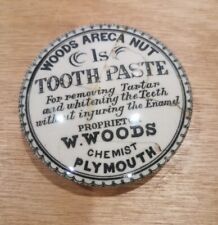 WOODS ARECA NUT
Is
TOOTH PASTE
For removing Tartar
and whitening the Teeth
without injuring the Enamel
PROPRIET
W. WOODS
CHEMIST
PLYMOUTH